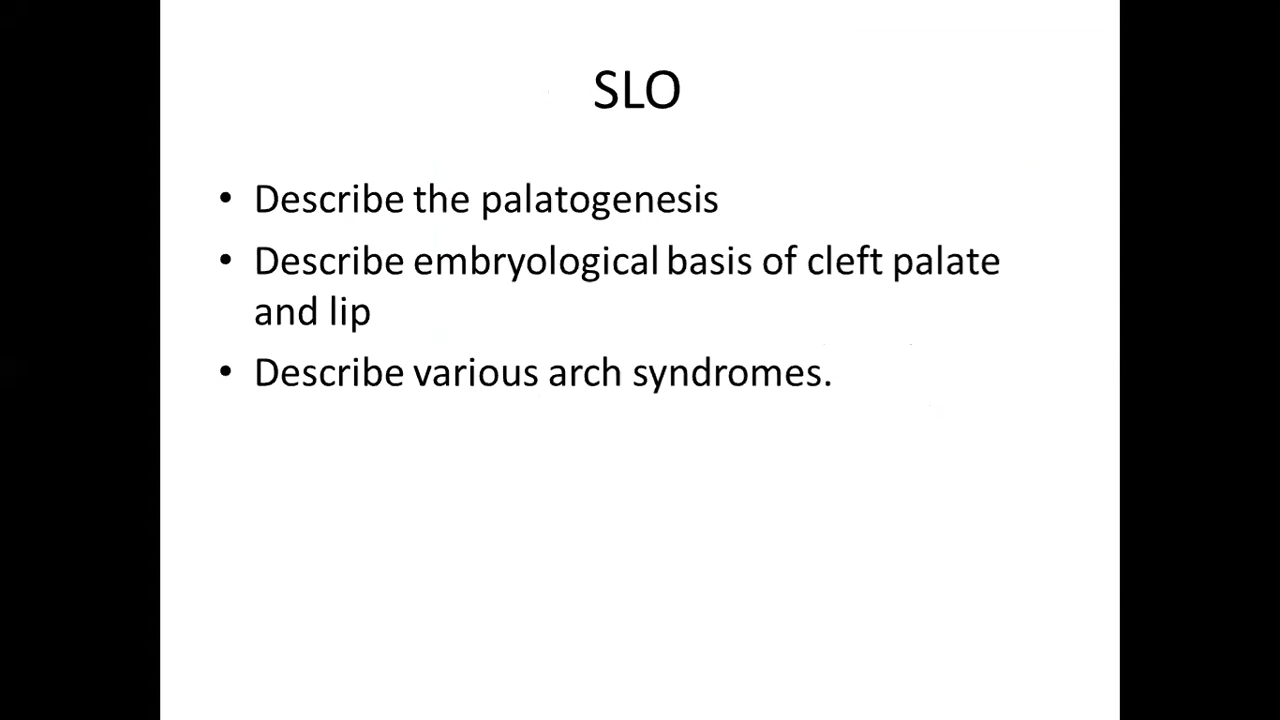 SLO
• Describe the palatogenesis
• Describe embryological basis of cleft palate
and lip
• Describe various arch syndromes.